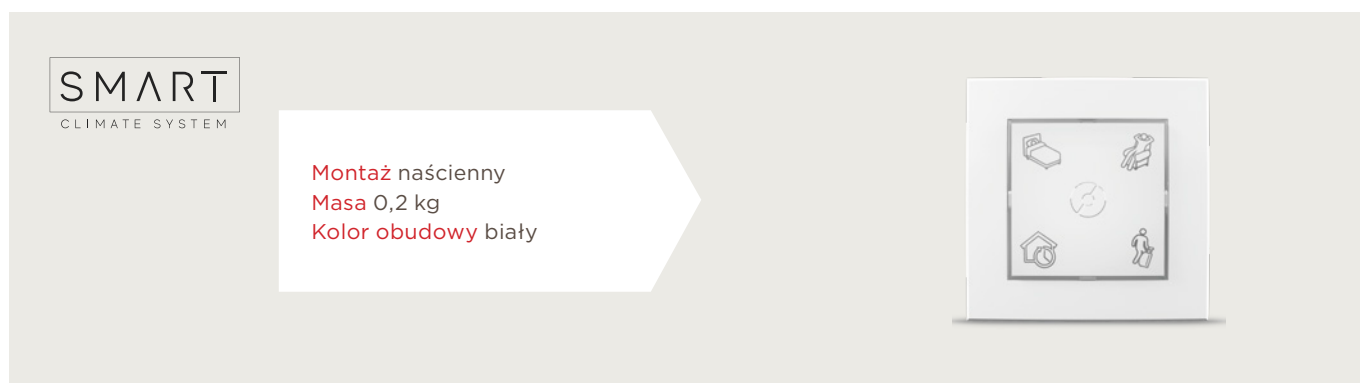 SMART
CLIMATE SYSTEM
Montaż naścienny
Masa 0,2 kg
Kolor obudowy biały